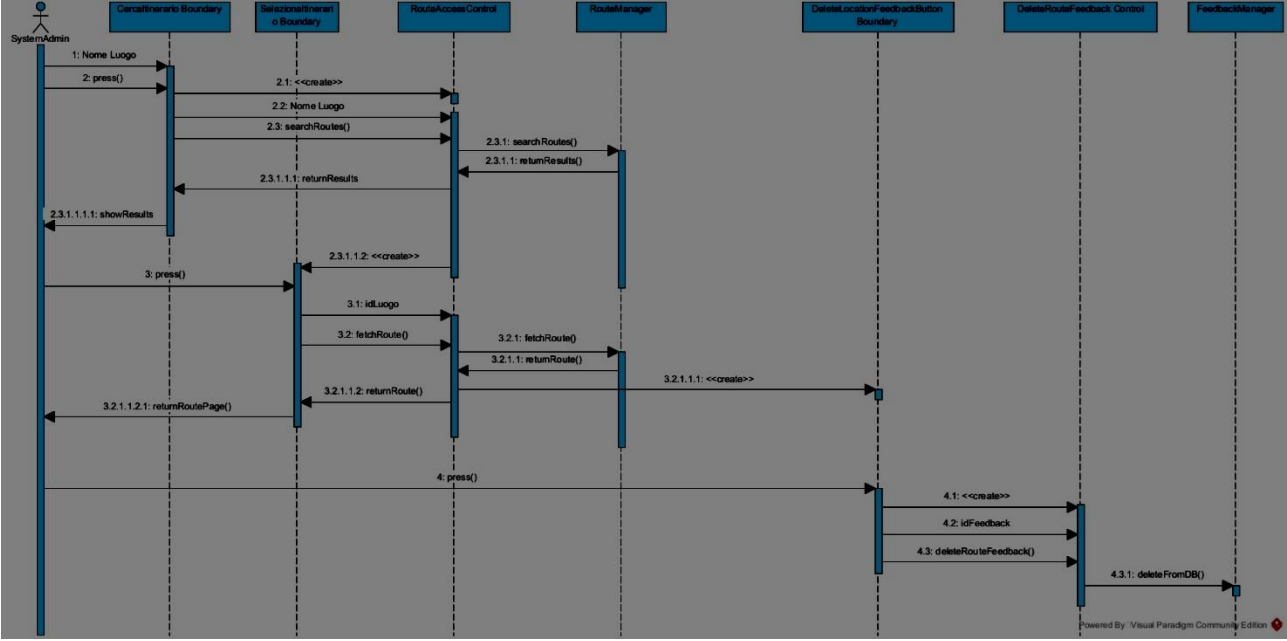 CercaItinerario Boundary
SelezionaItinerari
o Boundary
RouteAccessControl
RouteManager
DeleteLocationFeedbackButton
Boundary
DeleteRouteFeedback Control
FeedbackManager
SystemAdmin
1: Nome Luogo
2: press()
2.1: <<create>>
2.2: Nome Luogo
2.3: searchRoutes()
2.3.1: searchRoutes()
2.3.1.1: returnResults()
2.3.1.1.1: returnResults
2.3.1.1.1.1: showResults
2.3.1.1.2: <<create>>
3: press()
3.1: idLuogo
3.2: fetchRoute()
3.2.1: fetchRoute()
3.2.1.1: returnRoute()
3.2.1.1.1: <<create>>
3.2.1.1.2: returnRoute()
3.2.1.1.2.1: returnRoutePage()
4: press()
4.1: <<create>>
4.2: idFeedback
4.3: deleteRouteFeedback()
4.3.1: deleteFromDB()
Powered By Visual Paradigm Community Edition